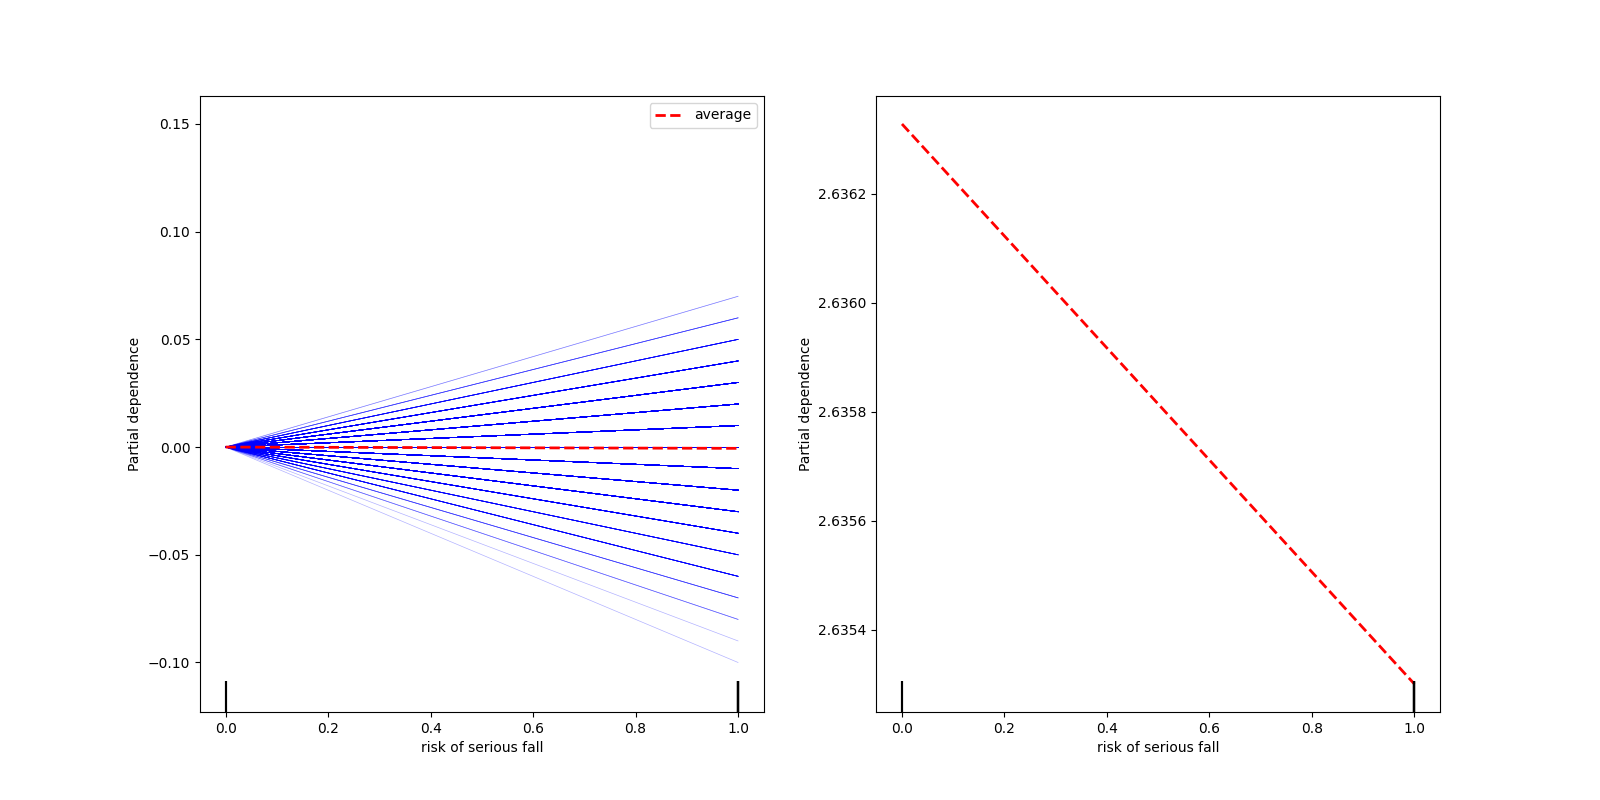 average
0.15
0.10
0.05
0.00
−0.05
−0.10
Partial dependence
0.0 0.2 0.4 0.6 0.8 1.0
risk of serious fall
2.6362
2.6360
2.6358
2.6356
2.6354
Partial dependence
0.0 0.2 0.4 0.6 0.8 1.0
risk of serious fall